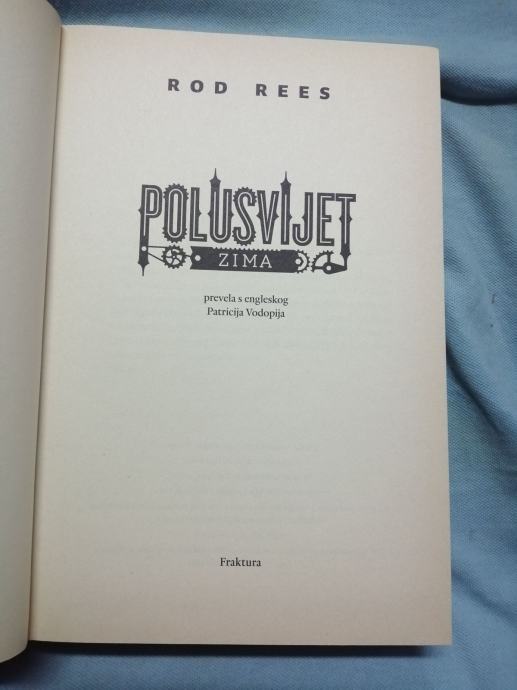 ROD REES
POLUSVIJET
ZIMA
prevela s engleskog
Patricija Vodopija
Fraktura